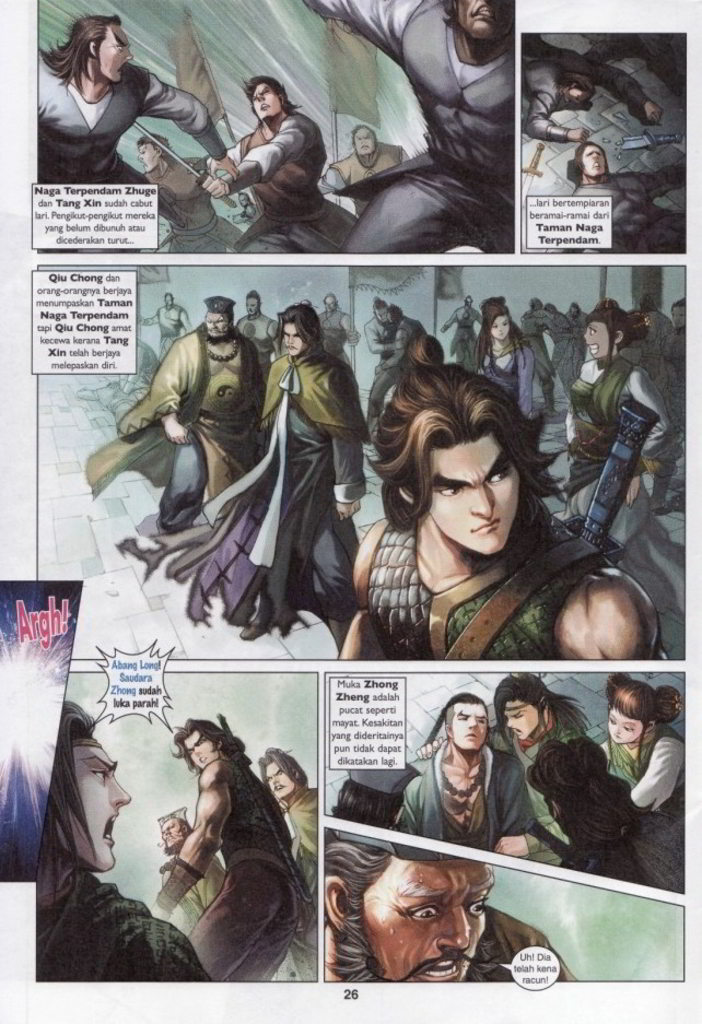 Naga Terpendam Zhuge
dan Tang Xin sudah cabut
lari. Pengikut-pengikut mereka
yang belum dibunuh atau
dicederakan turut...
...lari bertempiaran
beramai-ramai dari
Taman Naga
Terpendam.
Qiu Chong dan
orang-orangnya berjaya
menumpaskan Taman
Naga Terpendam
tapi Qiu Chong amat
kecewa kerana Tang
Xin telah berjaya
melepaskan diri.
Argh!
Abang Long!
Saudara
Zhong sudah
luka parah!
Muka Zhong
Zheng adalah
pucat seperti
mayat. Kesakitan
yang dideritainya
pun tidak dapat
dikatakan lagi.
Uh! Dia
telah kena
racun!
26